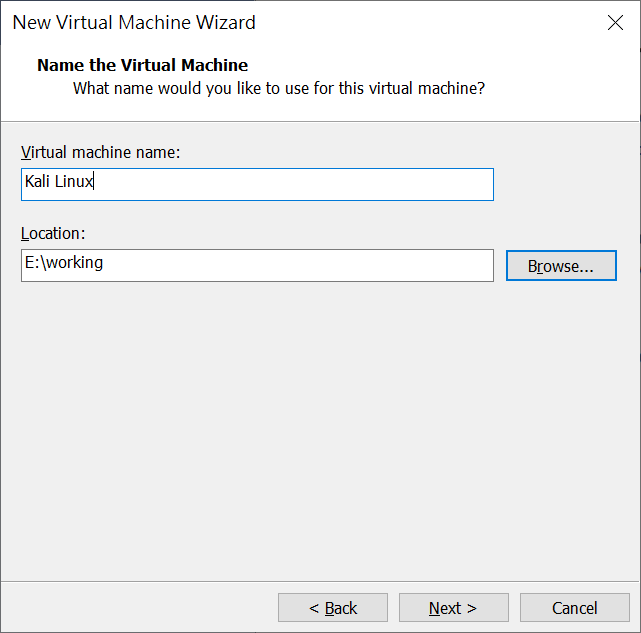 New Virtual Machine Wizard
Name the Virtual Machine
What name would you like to use for this virtual machine?
Virtual machine name:
Kali Linux
Location:
E:\working
Browse...
< Back
Next >
Cancel